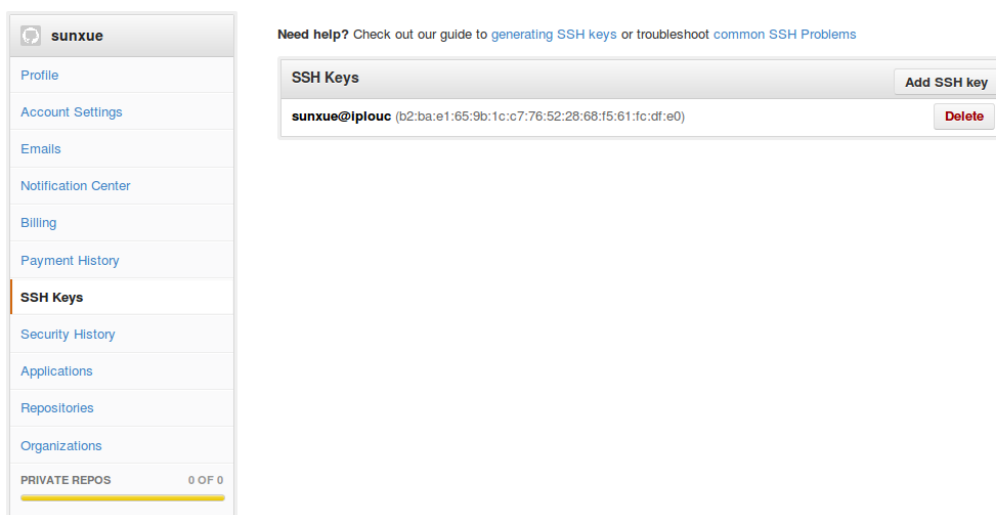 sunxue
Profile
Account Settings
Emails
Notification Center
Billing
Payment History
SSH Keys
Security History
Applications
Repositories
Organizations
PRIVATE REPOS 0 OF 0
Need help? Check out our guide to generating SSH keys or troubleshoot common SSH Problems
SSH Keys Add SSH key
sunxue@iplouc (b2:ba:e1:65:9b:1c:c7:76:52:28:68:f5:61:fc:df:e0) Delete